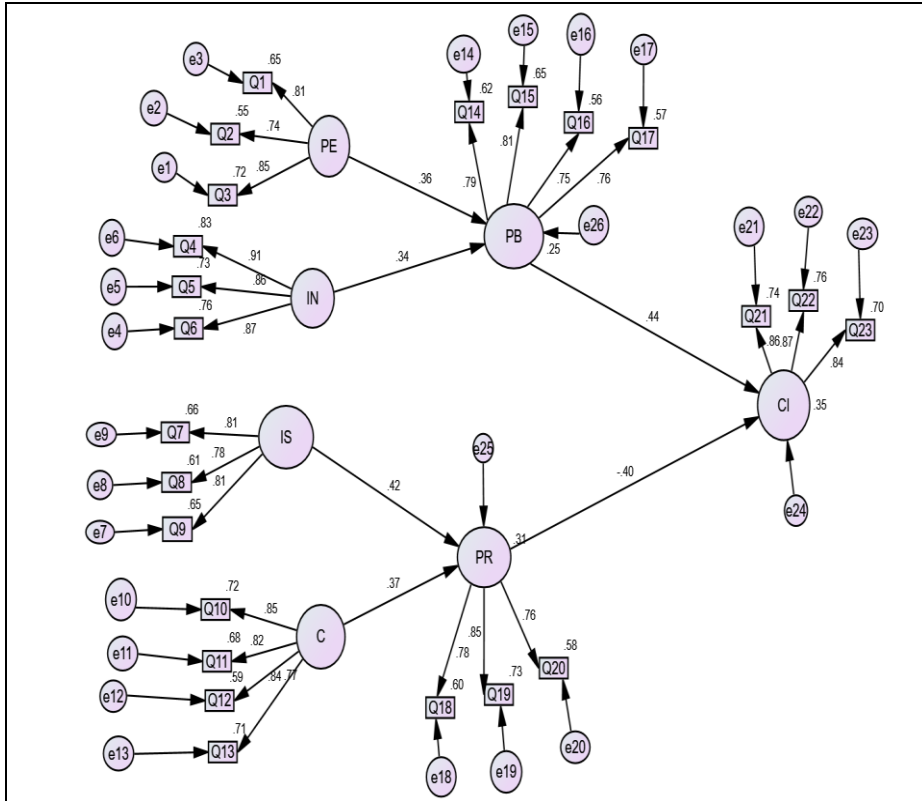 e3 .65
Q1 .81
e2 .55
Q2 .74
PE
e1 .72 .85
Q3
.36
e6 .83
Q4 .91
e5 .73
Q5 .86
IN
.34
e4 .76
Q6 .87
e14 e15 e16 e17
.62 .65 .56 .57
Q14 Q15 Q16 Q17
.79 .81 .75 .76
PB e26
.25
.44
e21 e22 e23
.74 .76 .70
Q21 Q22 Q23
.86 .87 .84
CI
.35
e24
e9 .66
Q7 .81
IS
e8 .61 .78
Q8
e7 .65 .81
Q9
.42
e25
-.40
PR .31
e10 .72
Q10 .85
C
.37
e11 .68 .82
Q11
e12 .59 .84 .77
Q12
e13 .71
Q13
.78 .85 .76
.60 .73 .58
Q18 Q19 Q20
e18 e19 e20